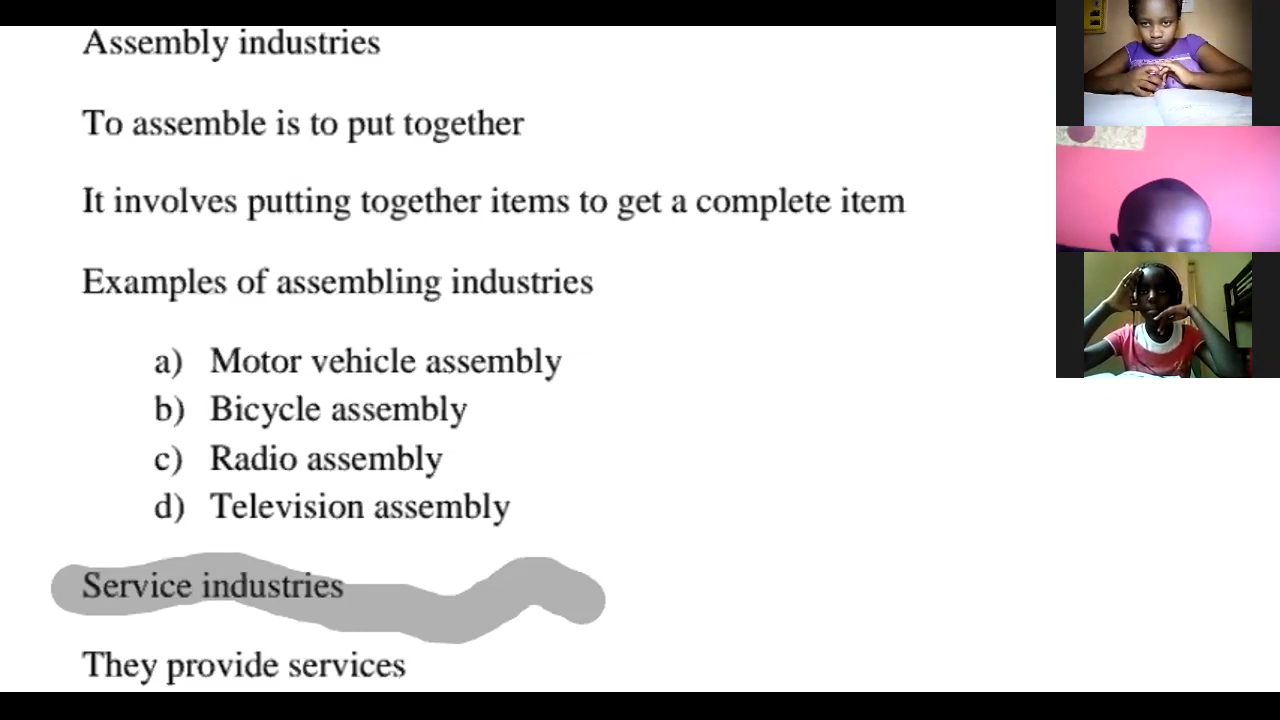 Assembly industries
To assemble is to put together
It involves putting together items to get a complete item
Examples of assembling industries
a) Motor vehicle assembly
b) Bicycle assembly
c) Radio assembly
d) Television assembly
Service industries
They provide services